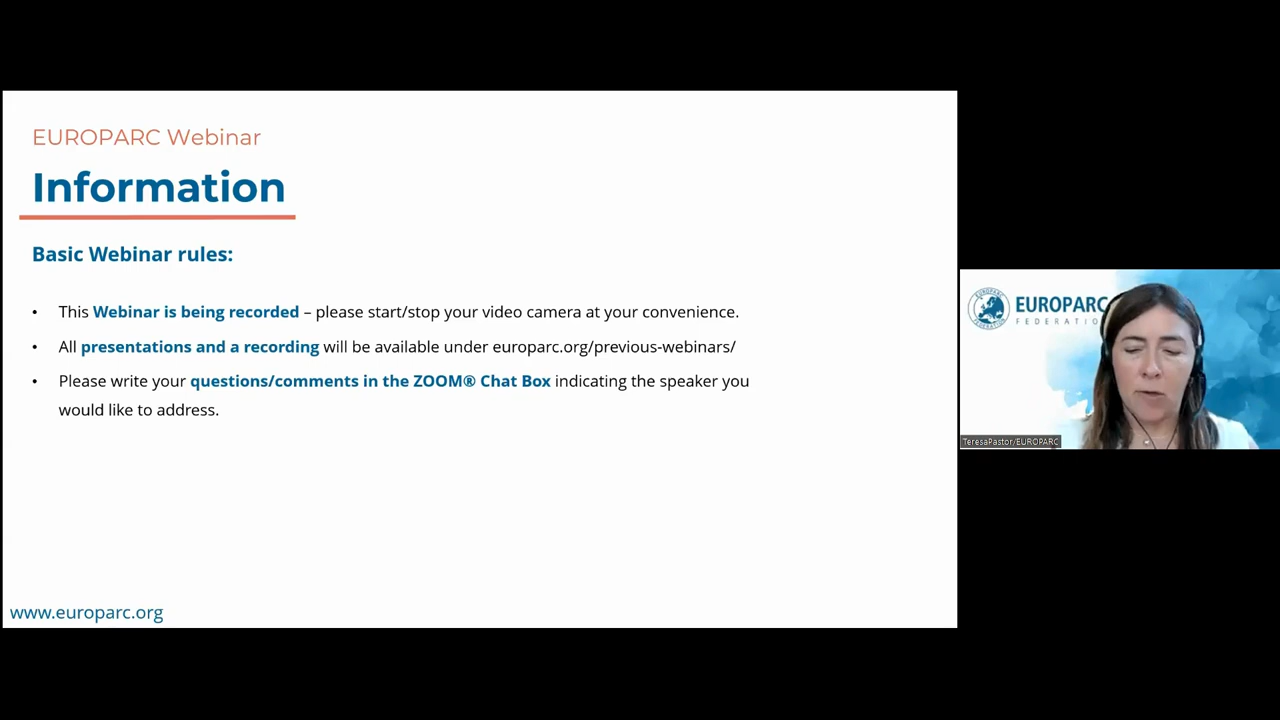 EUROPARC Webinar
Information
Basic Webinar rules:
• This Webinar is being recorded – please start/stop your video camera at your convenience.
• All presentations and a recording will be available under europarc.org/previous-webinars/
• Please write your questions/comments in the ZOOM® Chat Box indicating the speaker you
would like to address.
www.europarc.org
EUROPARC
FEDERATIO
TeresaPastor/EUROPARC